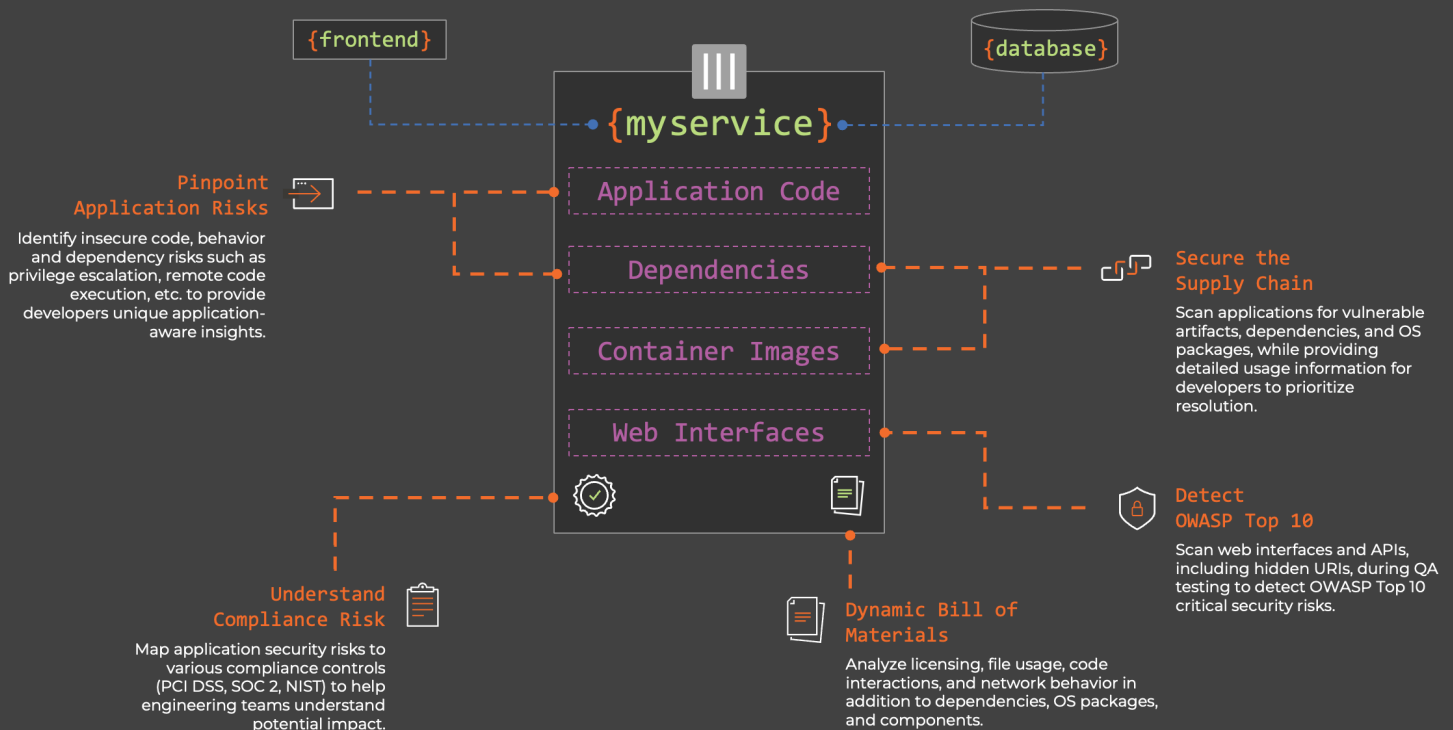 {frontend}
{database}
{myservice}
Application Code
Dependencies
Container Images
Web Interfaces
Pinpoint
Application Risks
Identify insecure code, behavior
and dependency risks such as
privilege escalation, remote code
execution, etc. to provide
developers unique application-
aware insights.
Secure the
Supply Chain
Scan applications for vulnerable
artifacts, dependencies, and OS
packages, while providing
detailed usage information for
developers to prioritize
resolution.
Detect
OWASP Top 10
Scan web interfaces and APIs,
including hidden URIs, during QA
testing to detect OWASP Top 10
critical security risks.
Understand
Compliance Risk
Map application security risks to
various compliance controls
(PCI DSS, SOC 2, NIST) to help
engineering teams understand
potential impact.
Dynamic Bill of
Materials
Analyze licensing, file usage, code
interactions, and network behavior in
addition to dependencies, OS packages,
and components.